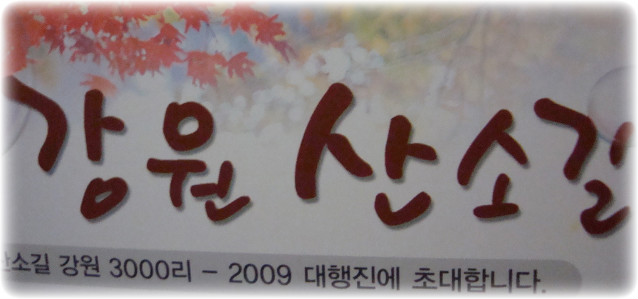 강원 산소길
산소길 강원 3000리 - 2009 대행진에 초대합니다.